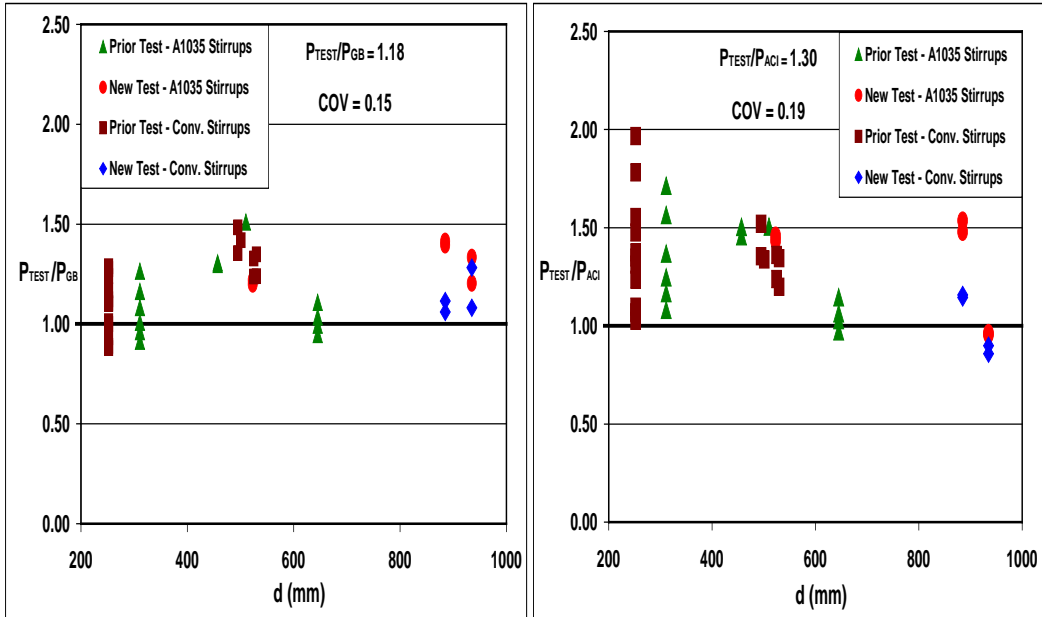 2.50
2.00
1.50
1.00
0.50
0.00
PTEST/PGB
Prior Test - A1035 Stirrups
New Test - A1035 Stirrups
Prior Test - Conv. Stirrups
New Test - Conv. Stirrups
PTEST/PGB = 1.18
COV = 0.15
200
400
600
800
1000
d (mm)
2.50
2.00
1.50
1.00
0.50
0.00
PTEST/PACI
PTEST/PACI = 1.30
COV = 0.19
Prior Test - A1035 Stirrups
New Test - A1035 Stirrups
Prior Test - Conv. Stirrups
New Test - Conv. Stirrups
200
400
600
800
1000
d (mm)